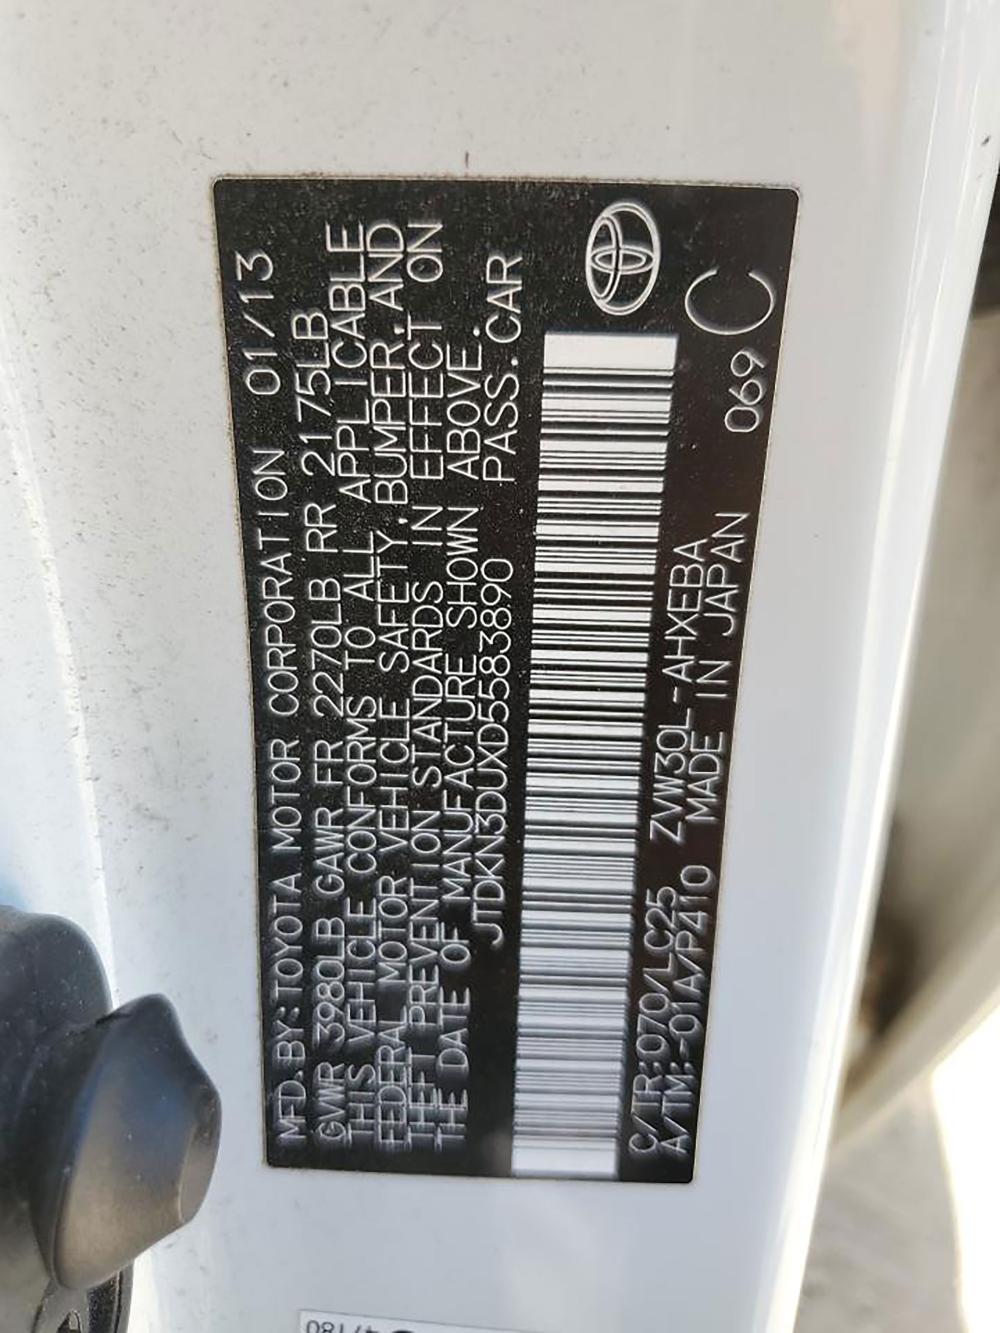 MFD.BY:TOYOTA MOTOR CORPORATION 01/13
GVWR 3980LB GAWR FR 2270LB RR 2175LB
THIS VEHICLE CONFORMS TO ALL APPLICABLE
FEDERAL MOTOR VEHICLE SAFETY,BUMPER,AND
THEFT PREVENTION STANDARDS IN EFFECT ON
THE DATE OF MANUFACTURE SHOWN ABOVE.
JTDKN3DUXD5583890 PASS.CAR
C/TR:070/LC25 ZVW30L-AHXEBA
A/TM:-01A/P410 MADE IN JAPAN
069 C